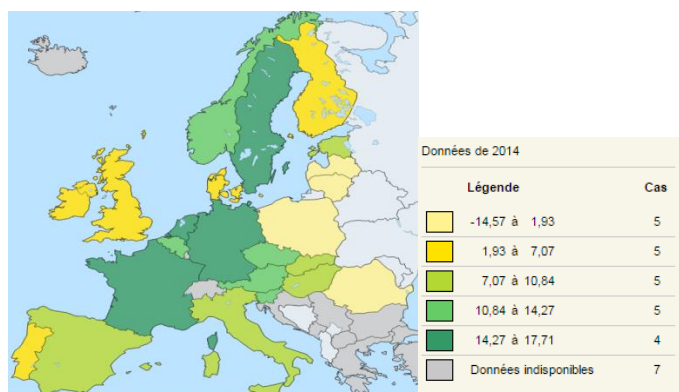 Données de 2014
Légende Cas
-14,57 à 1,93 5
1,93 à 7,07 5
7,07 à 10,84 5
10,84 à 14,27 5
14,27 à 17,71 4
Données indisponibles 7